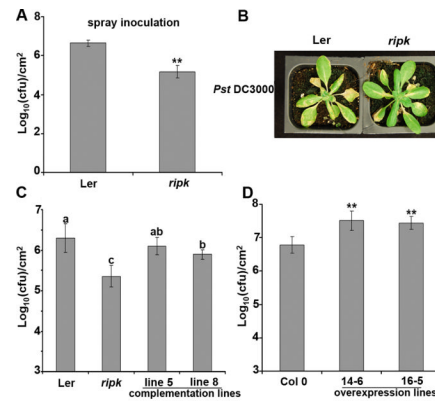 A
spray inoculation
Log₁₀(cfu)/cm²
8
6
4
2
0
**
Ler
ripk
B
Ler
ripk
Pst DC3000
C
Log₁₀(cfu)/cm²
7
6
5
3
a
c
ab
b
Ler
ripk
line 5
line 8
complementation lines
D
Log₁₀(cfu)/cm²
9
8
7
6
5
4
3
**
**
Col 0
14-6
16-5
overexpression lines